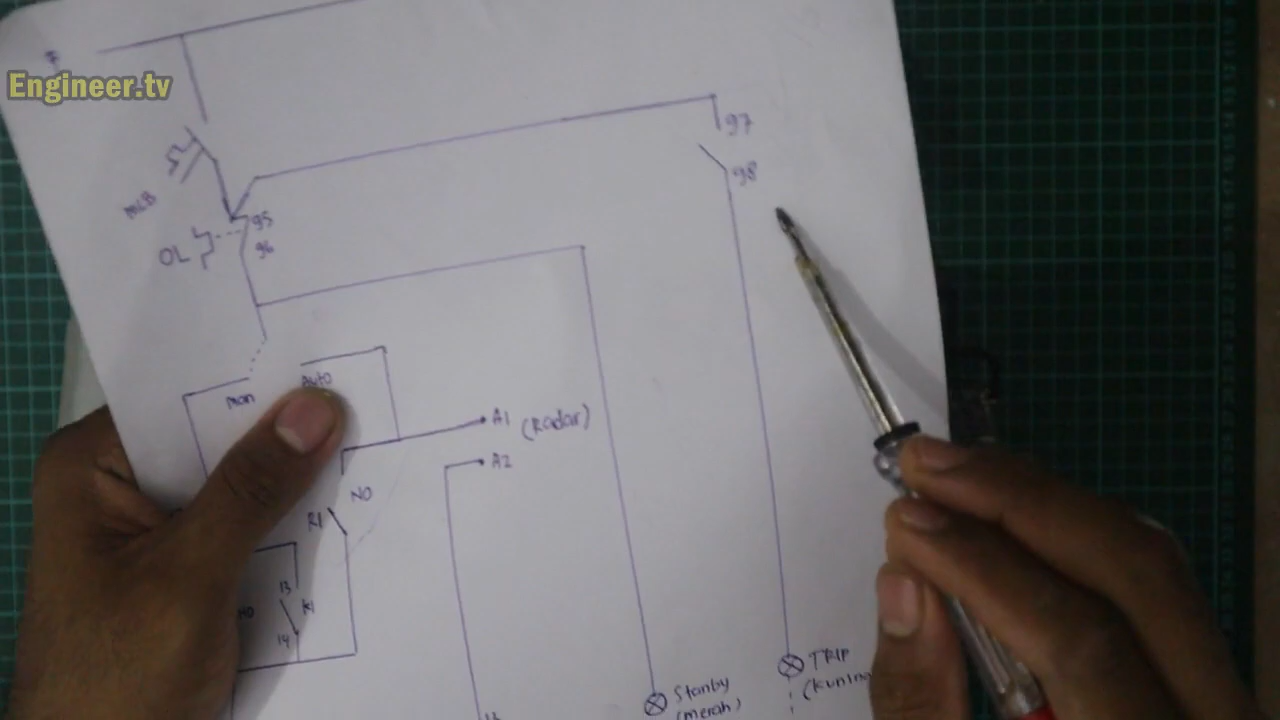 Engineer.tv
97
98
MCB
95
96
OL
Auto
Man
A1 (Radar)
A2
NO
R1
13
K1
14
TRIP
Stanby
(merah)